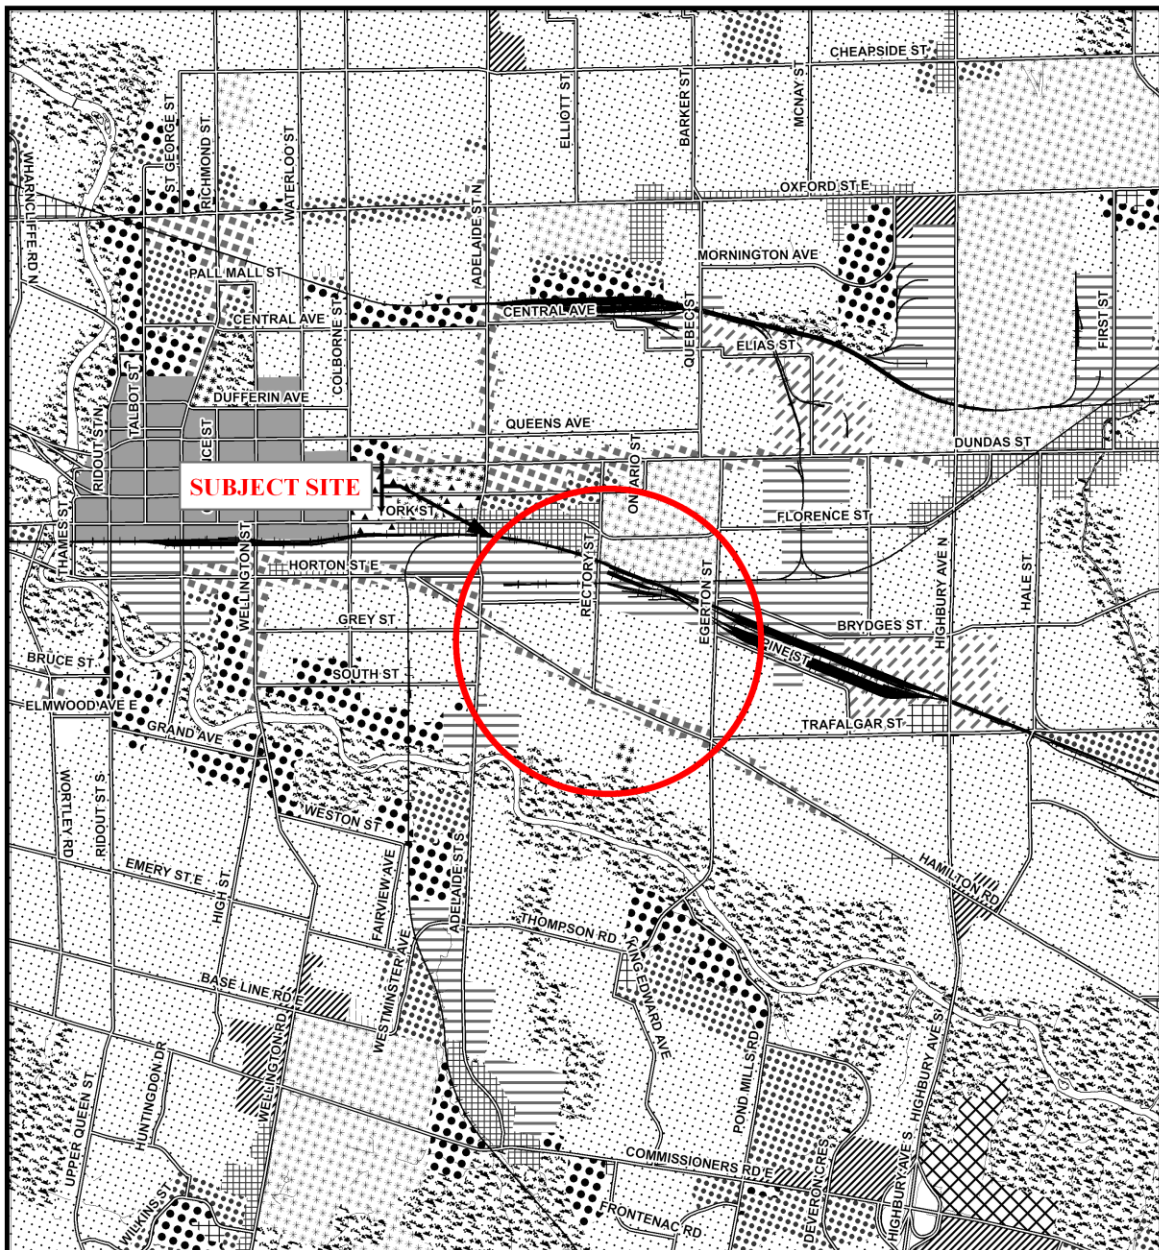 CHEAPSIDE ST
ST GEORGE ST
RICHMOND ST.
WATERLOO ST
ELLIOTT ST
BARKER ST
MCNAY ST
WHARNCLIFFE RD N
OXFORD ST E
ADELAIDE ST N
MORNINGTON AVE
PALL MALL ST
CENTRAL AVE
CENTRAL AVE
COLBORNE ST
QUEBEC ST
ELIAS ST
FIRST ST
TALBOT ST
DUFFERIN AVE
RIDOUT ST N
QUEENS AVE
DUNDAS ST
ONTARIO ST
SUBJECT SITE
YORK ST
FLORENCE ST
THAMES ST
WELLINGTON ST
HORTON ST E
RECTORY ST
EGERTON ST
HIGHBURY AVE N
HALE ST
GREY ST
BRYDGES ST
PINE ST
BRUCE ST
SOUTH ST
ELMWOOD AVE E
GRAND AVE
TRAFALGAR ST
WORTLEY RD
RIDOUT ST S
WESTON ST
EMERY ST E
HIGH ST
FAIRVIEW AVE
ADELAIDE ST S
HAMILTON RD
THOMPSON RD
KING EDWARD AVE
BASE LINE RD E
WESTMINSTER AVE
WELLINGTON RD
POND MILLS RD
HIGHBURY AVE S
UPPER QUEEN ST
HUNTINGDON DR
COMMISSIONERS RD E
WILKINS ST
FRONTENAC RD
DEVERON CRES
HIGHBURY AVE S